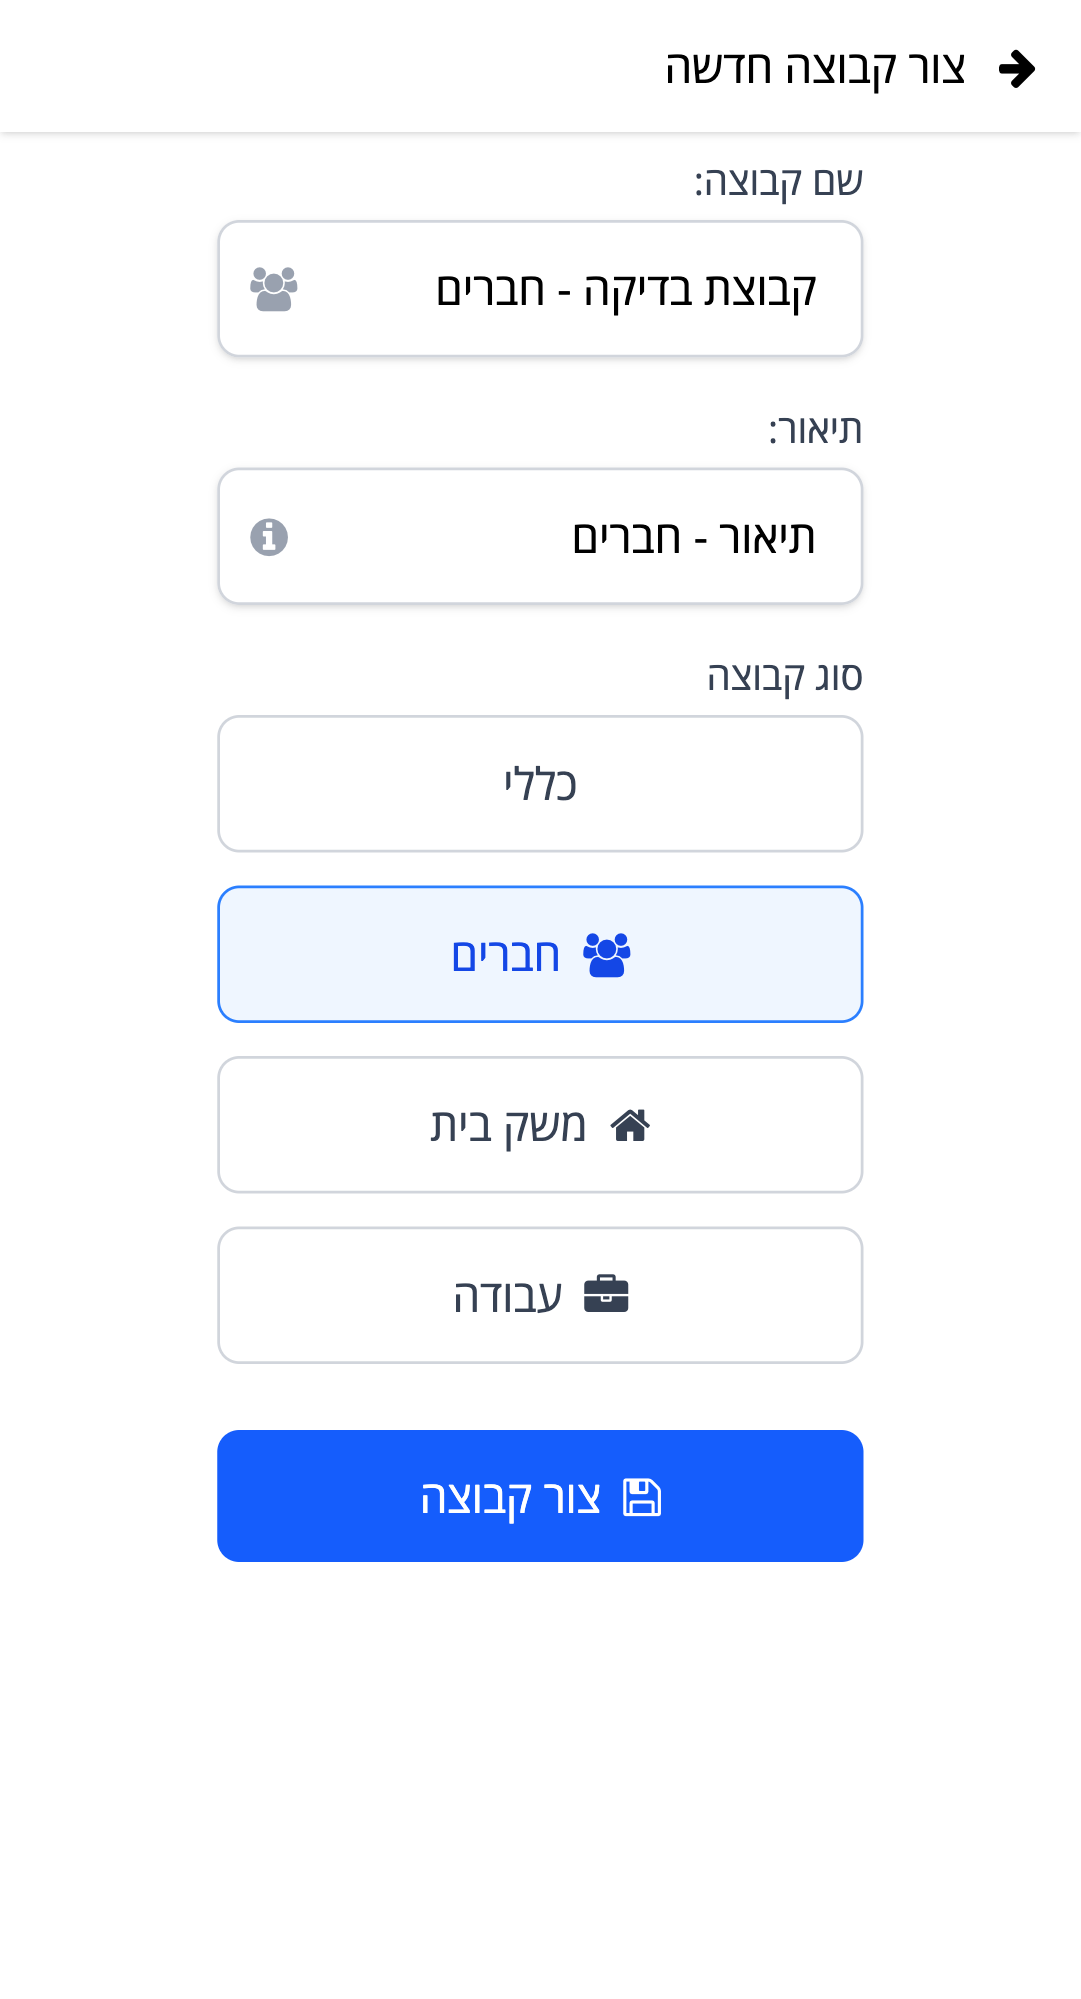 צור קבוצה חדשה
שם קבוצה:
קבוצת בדיקה - חברים
תיאור:
תיאור - חברים
סוג קבוצה
כללי
חברים
משק בית
עבודה
צור קבוצה